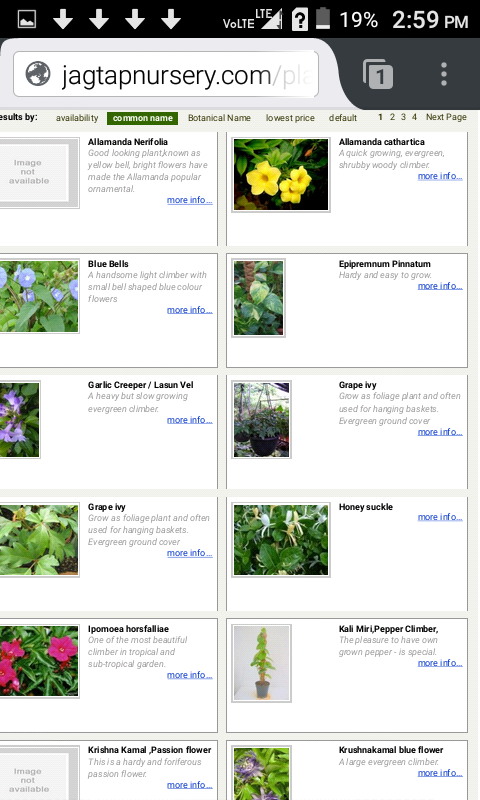 VoLTE LTE ? 19% 2:59 PM
jagtapnursery.com/pla
1
esults by: availability common name Botanical Name lowest price default 1 2 3 4 Next Page
Image
not
available
Allamanda Nerifolia
Good looking plant,known as
yellow bell, bright flowers have
made the Allamanda popular
ornamental.
more info...
Allamanda cathartica
A quick growing, evergreen,
shrubby woody climber.
more info...
Blue Bells
A handsome light climber with
small bell shaped blue colour
flowers
more info...
Epipremnum Pinnatum
Hardy and easy to grow.
more info...
Garlic Creeper / Lasun Vel
A heavy but slow growing
evergreen climber.
more info...
Grape ivy
Grow as foliage plant and often
used for hanging baskets.
Evergreen ground cover
more info...
Grape ivy
Grow as foliage plant and often
used for hanging baskets.
Evergreen ground cover
more info...
Honey suckle
more info...
Ipomoea horsfalliae
One of the most beautiful
climber in tropical and
sub-tropical garden.
more info...
Kali Miri,Pepper Climber,
The pleasure to have own
grown pepper - is special.
more info...
Image
not
available
Krishna Kamal ,Passion flower
This is a hardy and foriferous
passion flower.
more info...
Krushnakamal blue flower
A large evergreen climber.
more info...